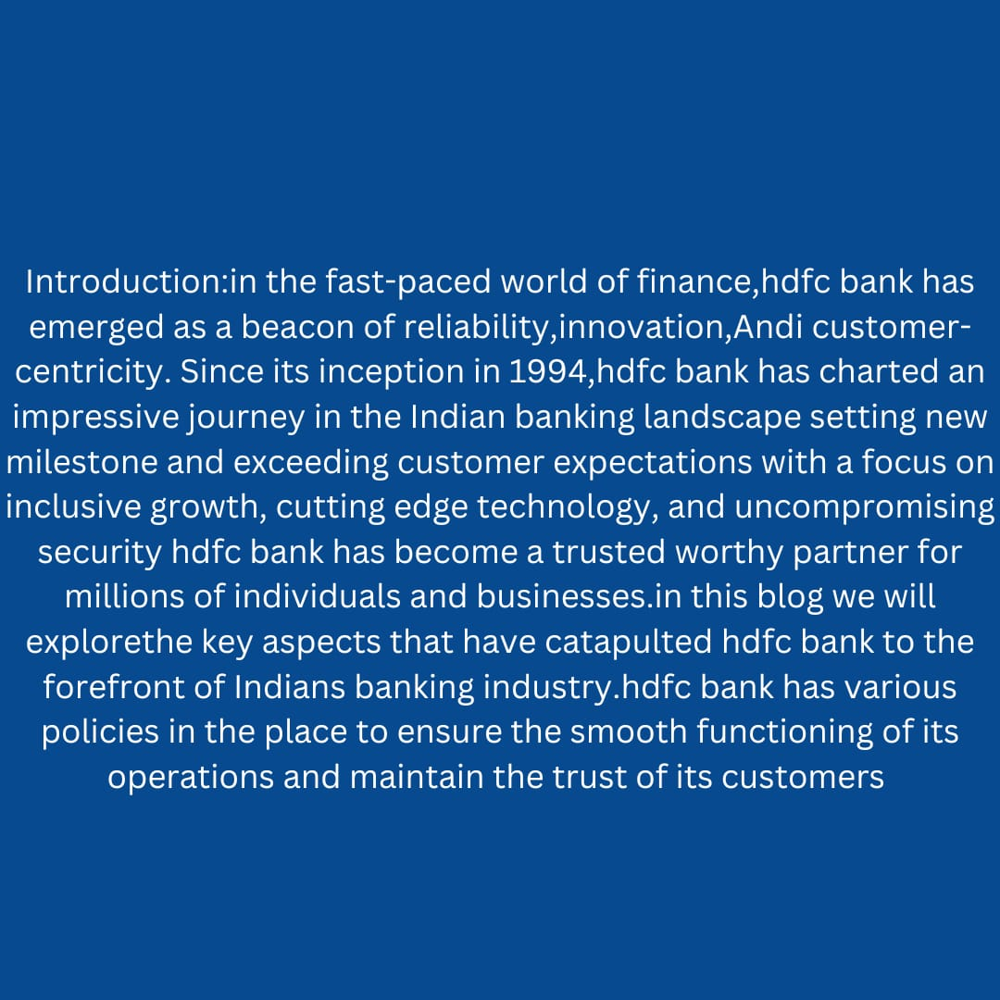 Introduction:in the fast-paced world of finance,hdfc bank has
emerged as a beacon of reliability,innovation,Andi customer-
centricity. Since its inception in 1994,hdfc bank has charted an
impressive journey in the Indian banking landscape setting new
milestone and exceeding customer expectations with a focus on
inclusive growth, cutting edge technology, and uncompromising
security hdfc bank has become a trusted worthy partner for
millions of individuals and businesses.in this blog we will
explorethe key aspects that have catapulted hdfc bank to the
forefront of Indians banking industry.hdfc bank has various
policies in the place to ensure the smooth functioning of its
operations and maintain the trust of its customers